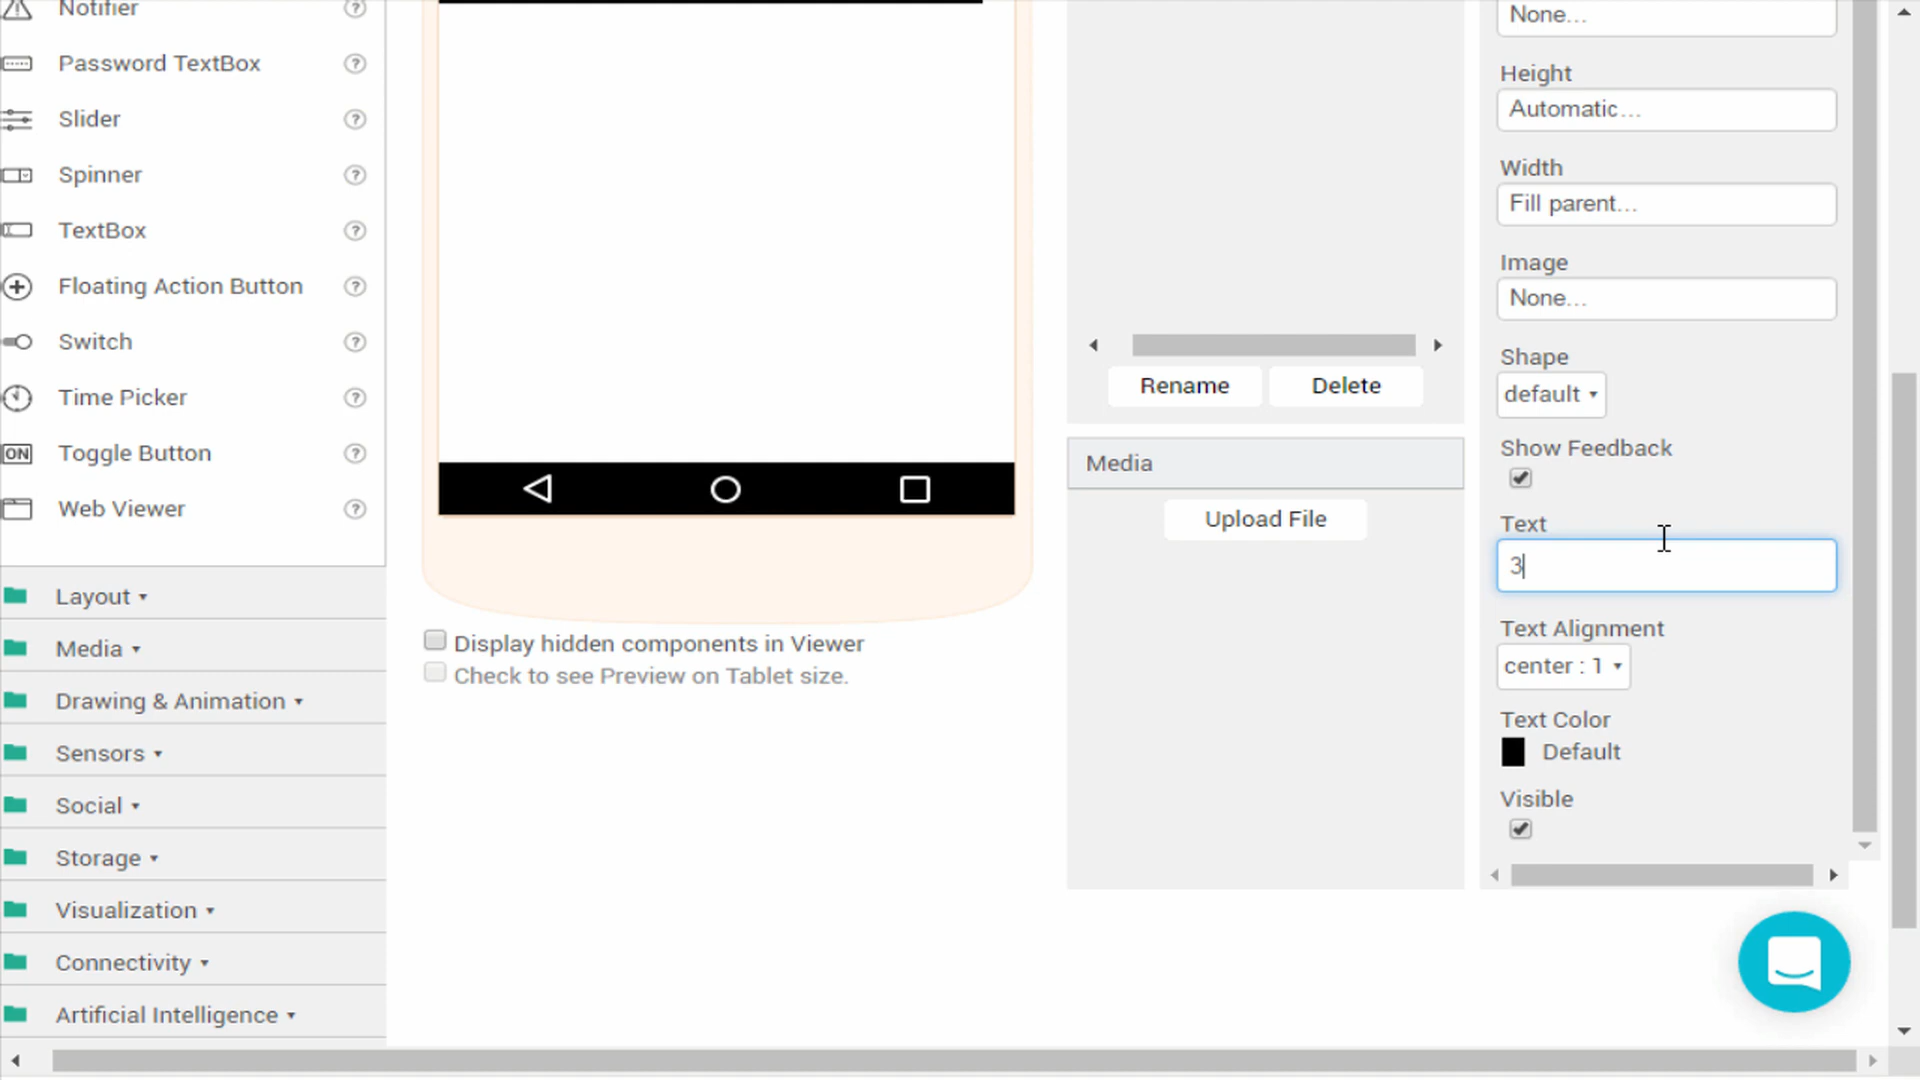 Notifier
Password TextBox
Slider
Spinner
TextBox
Floating Action Button
Switch
Time Picker
ON Toggle Button
Web Viewer
Layout
Media
Drawing & Animation
Sensors
Social
Storage
Visualization
Connectivity
Artificial Intelligence
Display hidden components in Viewer
Check to see Preview on Tablet size.
Rename Delete
Media
Upload File
None...
Height
Automatic...
Width
Fill parent...
Image
None...
Shape
default
Show Feedback
Text
3
Text Alignment
center : 1
Text Color
Default
Visible